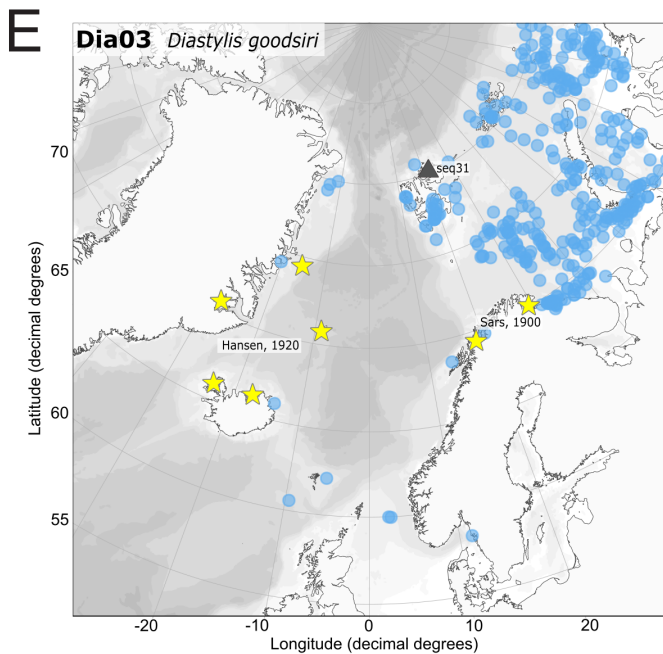 E
Dia03 Diastylis goodsiri
70
seq31
65
Sars, 1900
Hansen, 1920
60
55
Latitude (decimal degrees)
-20 -10 0 10 20
Longitude (decimal degrees)